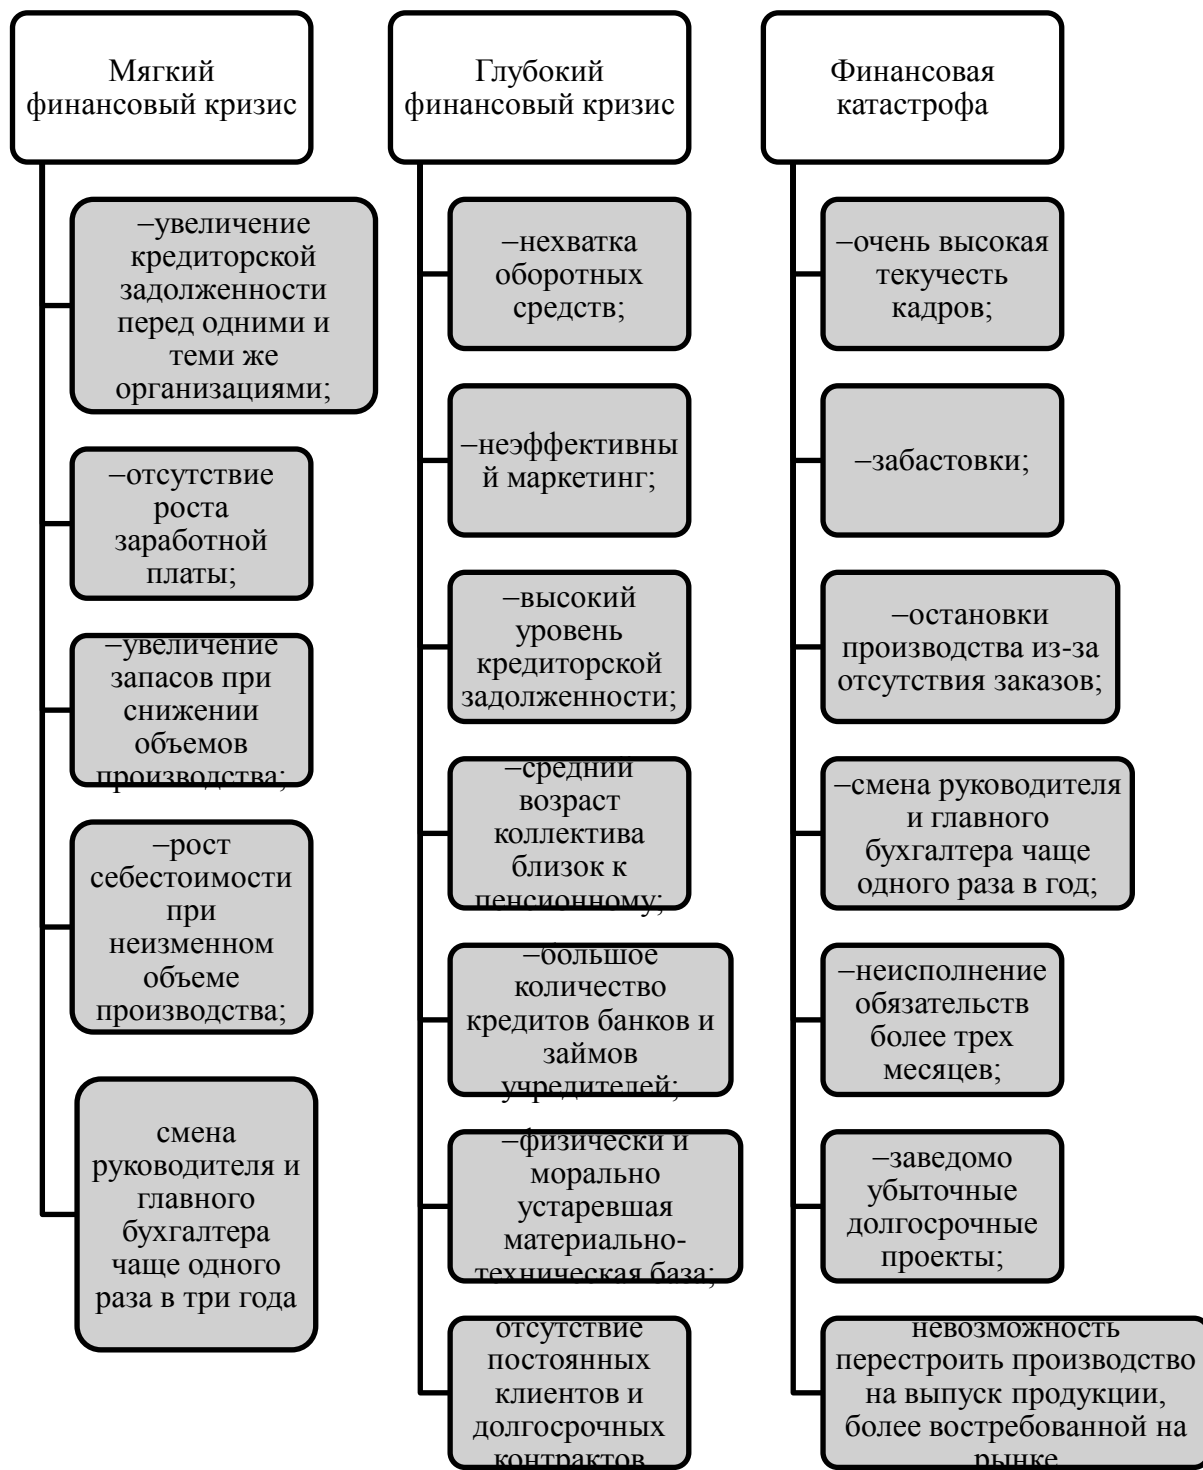 Мягкий
финансовый кризис
–увеличение
кредиторской
задолженности
перед одними и
теми же
организациями;
–отсутствие
роста
заработной
платы;
–увеличение
запасов при
снижении
объемов
производства;
–рост
себестоимости
при
неизменном
объеме
производства;
смена
руководителя и
главного
бухгалтера
чаще одного
раза в три года
Глубокий
финансовый кризис
–нехватка
оборотных
средств;
–неэффективны
й маркетинг;
–высокий
уровень
кредиторской
задолженности;
–средний
возраст
коллектива
близок к
пенсионному;
–большое
количество
кредитов банков и
займов
учредителей;
–физически и
морально
устаревшая
материально-
техническая база;
отсутствие
постоянных
клиентов и
долгосрочных
контрактов
Финансовая
катастрофа
–очень высокая
текучесть
кадров;
–забастовки;
–остановки
производства из-за
отсутствия заказов;
–смена руководителя
и главного
бухгалтера чаще
одного раза в год;
–неисполнение
обязательств
более трех
месяцев;
–заведомо
убыточные
долгосрочные
проекты;
невозможность
перестроить производство
на выпуск продукции,
более востребованной на
рынке